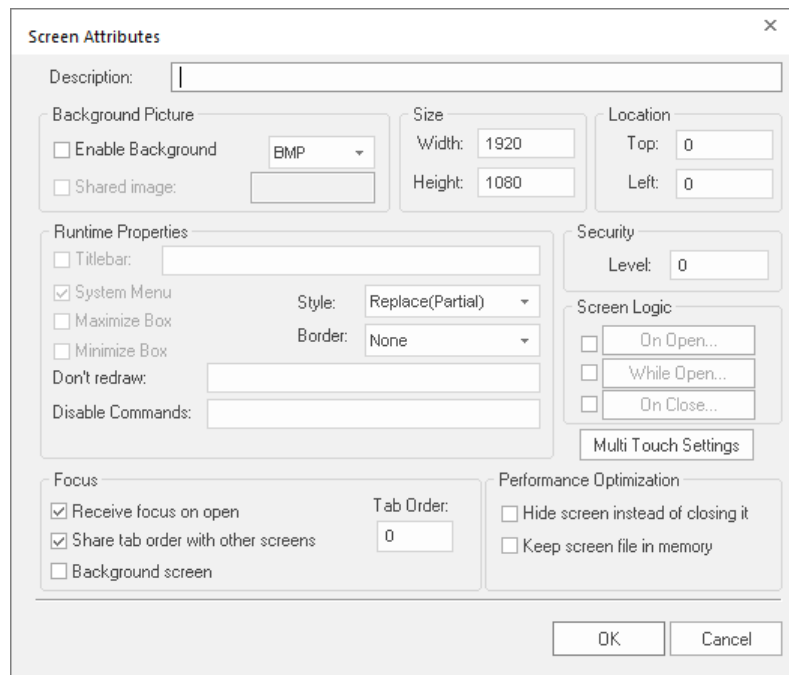 Screen Attributes
Description:
Background Picture
Enable Background
BMP
Shared image:
Size
Width: 1920
Height: 1080
Location
Top: 0
Left: 0
Runtime Properties
Titlebar:
System Menu
Maximize Box
Minimize Box
Style: Replace(Partial)
Border: None
Don't redraw:
Disable Commands:
Security
Level: 0
Screen Logic
On Open...
While Open...
On Close...
Multi Touch Settings
Focus
Receive focus on open
Share tab order with other screens
Background screen
Tab Order:
0
Performance Optimization
Hide screen instead of closing it
Keep screen file in memory
OK
Cancel